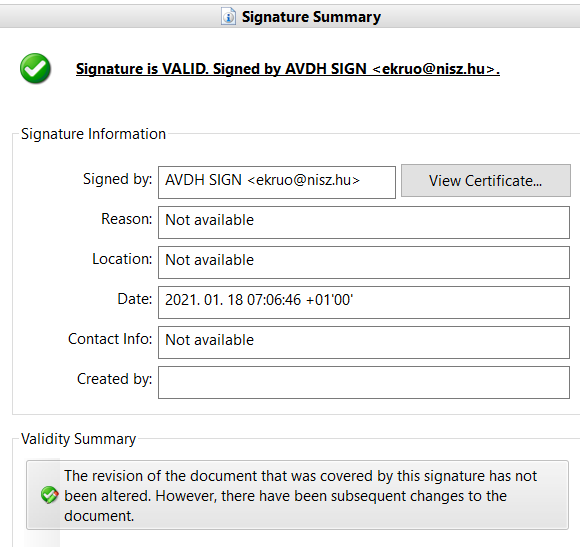 Signature Summary
Signature is VALID. Signed by AVDH SIGN <ekruo@nisz.hu>.
Signature Information
Signed by: AVDH SIGN <ekruo@nisz.hu> View Certificate...
Reason: Not available
Location: Not available
Date: 2021. 01. 18 07:06:46 +01'00'
Contact Info: Not available
Created by:
Validity Summary
The revision of the document that was covered by this signature has not
been altered. However, there have been subsequent changes to the
document.